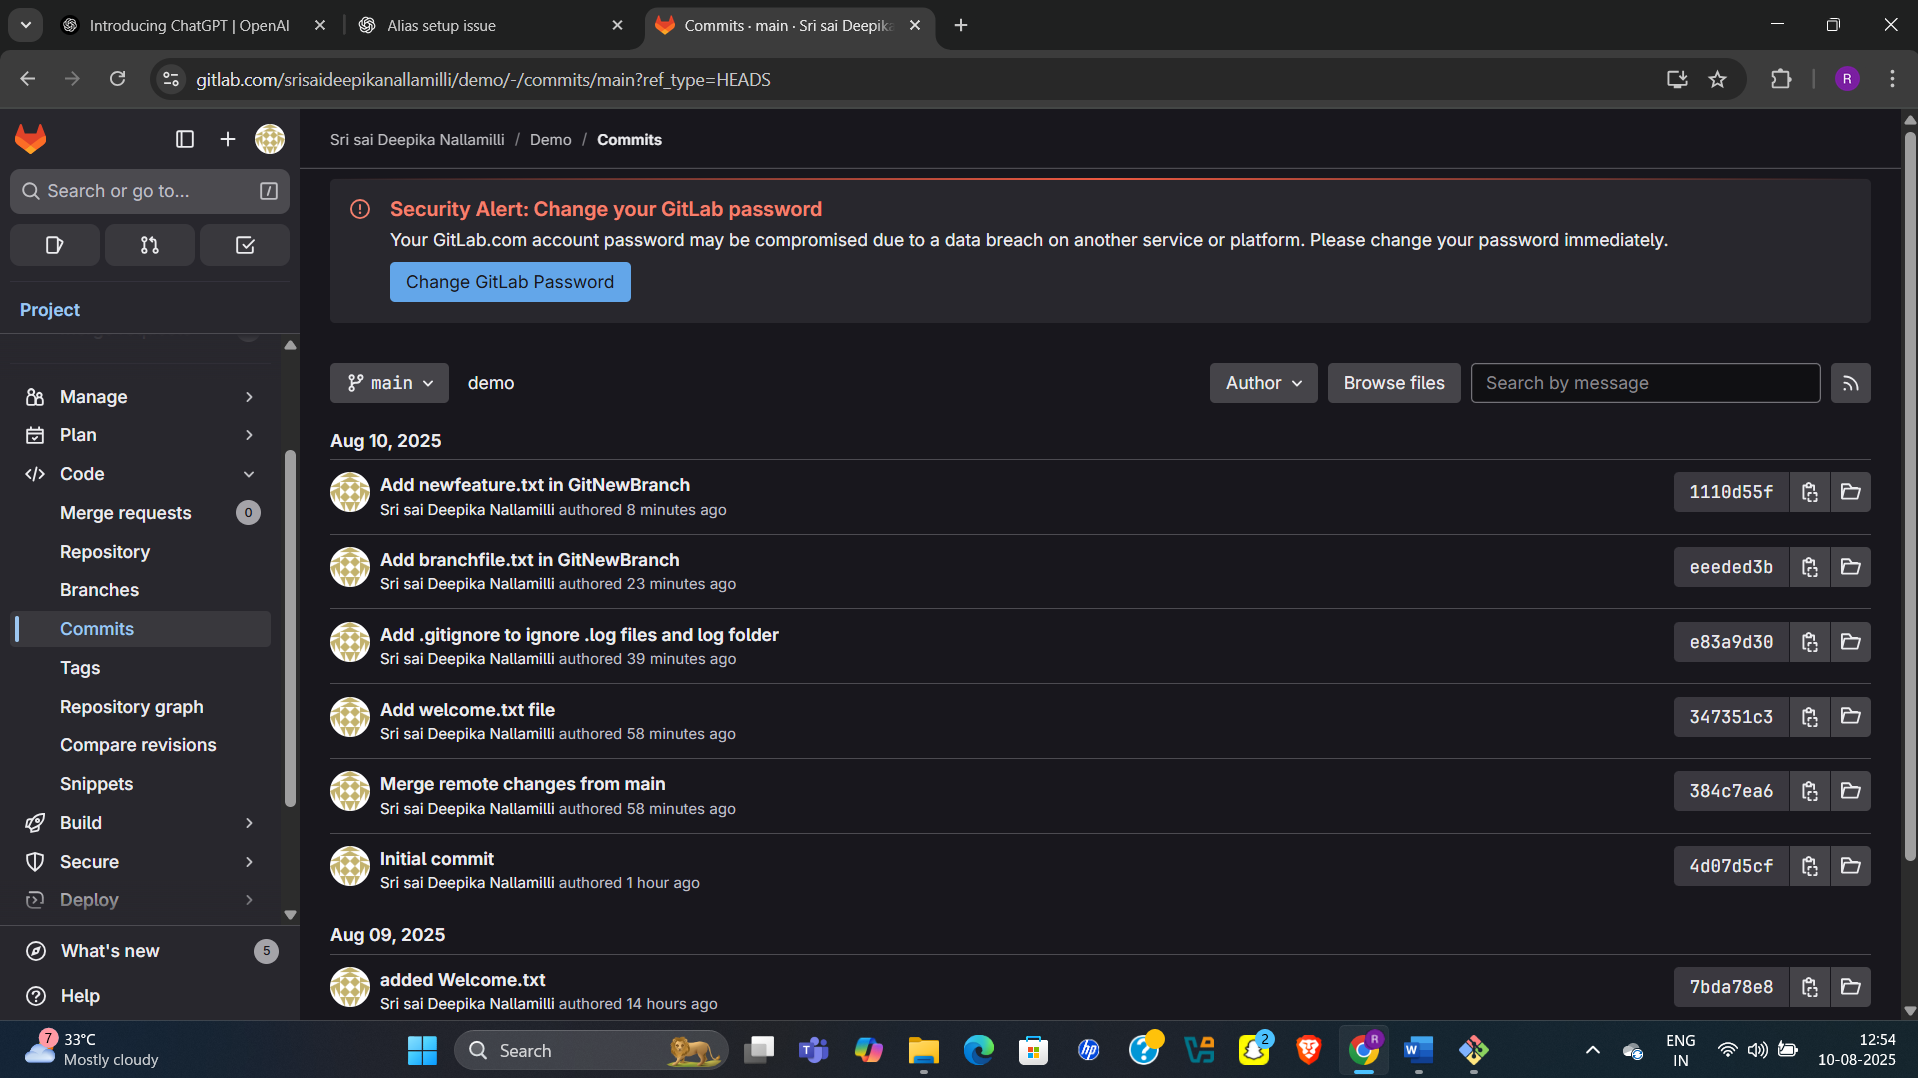 Introducing ChatGPT | OpenAI
Alias setup issue
Commits · main · Sri sai Deepika
gitlab.com/srisaideepikanallamilli/demo/-/commits/main?ref_type=HEADS
R
Sri sai Deepika Nallamilli / Demo / Commits
Search or go to... /
Project
Manage
Plan
Code
Merge requests 0
Repository
Branches
Commits
Tags
Repository graph
Compare revisions
Snippets
Build
Secure
Deploy
What's new 5
Help
Security Alert: Change your GitLab password
Your GitLab.com account password may be compromised due to a data breach on another service or platform. Please change your password immediately.
Change GitLab Password
main demo Author Browse files Search by message
Aug 10, 2025
Add newfeature.txt in GitNewBranch
Sri sai Deepika Nallamilli authored 8 minutes ago
1110d55f
Add branchfile.txt in GitNewBranch
Sri sai Deepika Nallamilli authored 23 minutes ago
eeeded3b
Add .gitignore to ignore .log files and log folder
Sri sai Deepika Nallamilli authored 39 minutes ago
e83a9d30
Add welcome.txt file
Sri sai Deepika Nallamilli authored 58 minutes ago
347351c3
Merge remote changes from main
Sri sai Deepika Nallamilli authored 58 minutes ago
384c7ea6
Initial commit
Sri sai Deepika Nallamilli authored 1 hour ago
4d07d5cf
Aug 09, 2025
added Welcome.txt
Sri sai Deepika Nallamilli authored 14 hours ago
7bda78e8
7
33°C
Mostly cloudy
Search
2
R
ENG
IN
12:54
10-08-2025